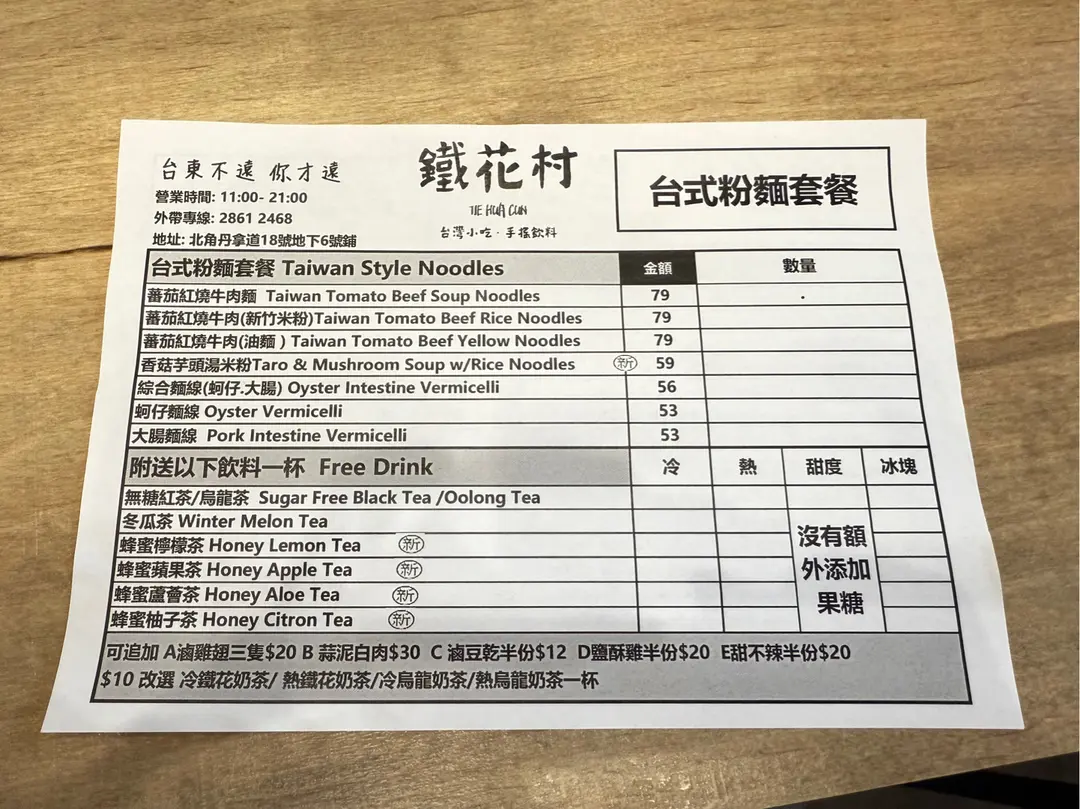 台東不遠 你才遠
營業時間: 11:00- 21:00
外帶專線: 2861 2468
地址: 北角丹拿道18號地下6號鋪
鐵花村
TIE HUA CUN
台灣小吃·手搖飲料
台式粉麵套餐
台式粉麵套餐 Taiwan Style Noodles 金額 數量
蕃茄紅燒牛肉麵 Taiwan Tomato Beef Soup Noodles 79
蕃茄紅燒牛肉(新竹米粉)Taiwan Tomato Beef Rice Noodles 79
蕃茄紅燒牛肉(油麵 ) Taiwan Tomato Beef Yellow Noodles 79
香菇芋頭湯米粉Taro & Mushroom Soup w/Rice Noodles 新 59
綜合麵線(蚵仔.大腸) Oyster Intestine Vermicelli 56
蚵仔麵線 Oyster Vermicelli 53
大腸麵線 Pork Intestine Vermicelli 53
附送以下飲料一杯 Free Drink 冷 熱 甜度 冰塊
無糖紅茶/烏龍茶 Sugar Free Black Tea /Oolong Tea
冬瓜茶 Winter Melon Tea
蜂蜜檸檬茶 Honey Lemon Tea 新
蜂蜜蘋果茶 Honey Apple Tea 新
蜂蜜蘆薈茶 Honey Aloe Tea 新
蜂蜜柚子茶 Honey Citron Tea 新
沒有額
外添加
果糖
可追加 A滷雞翅三隻$20 B 蒜泥白肉$30 C 滷豆乾半份$12 D鹽酥雞半份$20 E甜不辣半份$20
$10 改選 冷鐵花奶茶/ 熱鐵花奶茶/冷烏龍奶茶/熱烏龍奶茶一杯